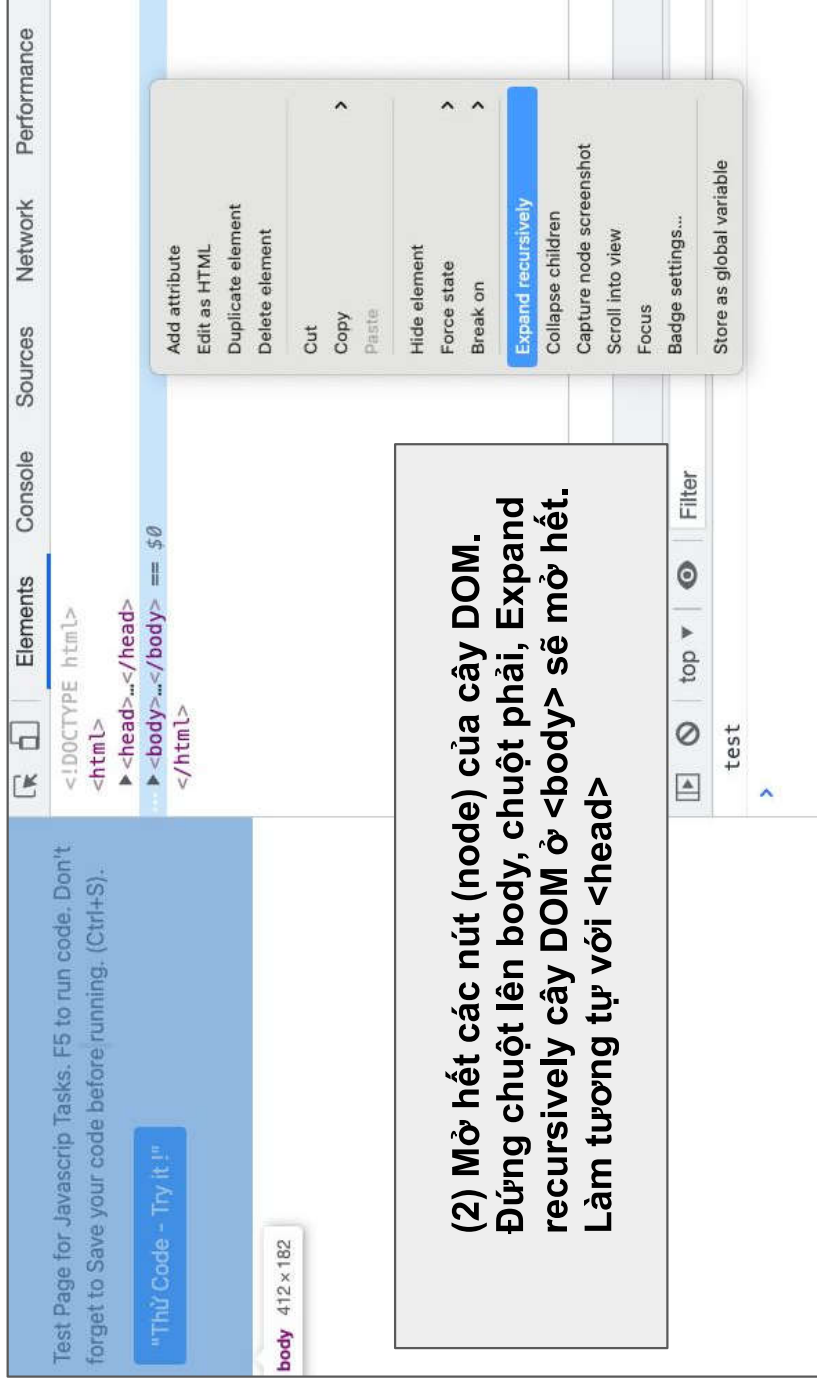 Test Page for Javascrip Tasks. F5 to run code. Don't
forget to Save your code before running. (Ctrl+S).
"Thử Code - Try it !"
body 412×182
Elements Console Sources Network Performance
<!DOCTYPE html>
<html>
▶<head>…</head>
… ▶<body>…</body> == $0
</html>
Add attribute
Edit as HTML
Duplicate element
Delete element
Cut
Copy
Paste
Hide element
Force state
Break on
Expand recursively
Collapse children
Capture node screenshot
Scroll into view
Focus
Badge settings...
Store as global variable
(2) Mở hết các nút (node) của cây DOM.
Đứng chuột lên body, chuột phải, Expand
recursively cây DOM ở <body> sẽ mở hết.
Làm tương tự với <head>
top ▼ Filter
test